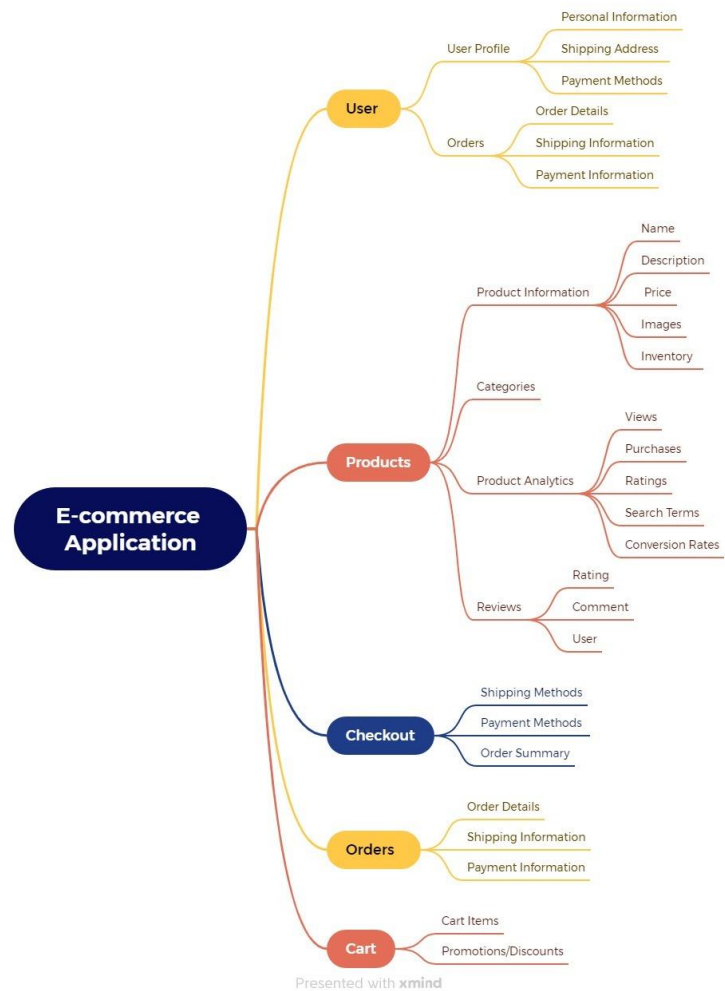 E-commerce
Application
User
User Profile
Personal Information
Shipping Address
Payment Methods
Orders
Order Details
Shipping Information
Payment Information
Products
Product Information
Name
Description
Price
Images
Inventory
Categories
Product Analytics
Views
Purchases
Ratings
Search Terms
Conversion Rates
Reviews
Rating
Comment
User
Checkout
Shipping Methods
Payment Methods
Order Summary
Orders
Order Details
Shipping Information
Payment Information
Cart
Cart Items
Promotions/Discounts
Presented with xmind